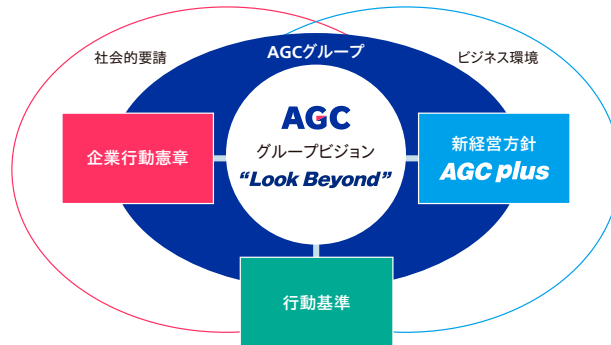 AGCグループ
社会的要請
ビジネス環境
AGC
グループビジョン
“Look Beyond”
企業行動憲章
新経営方針
AGC plus
行動基準